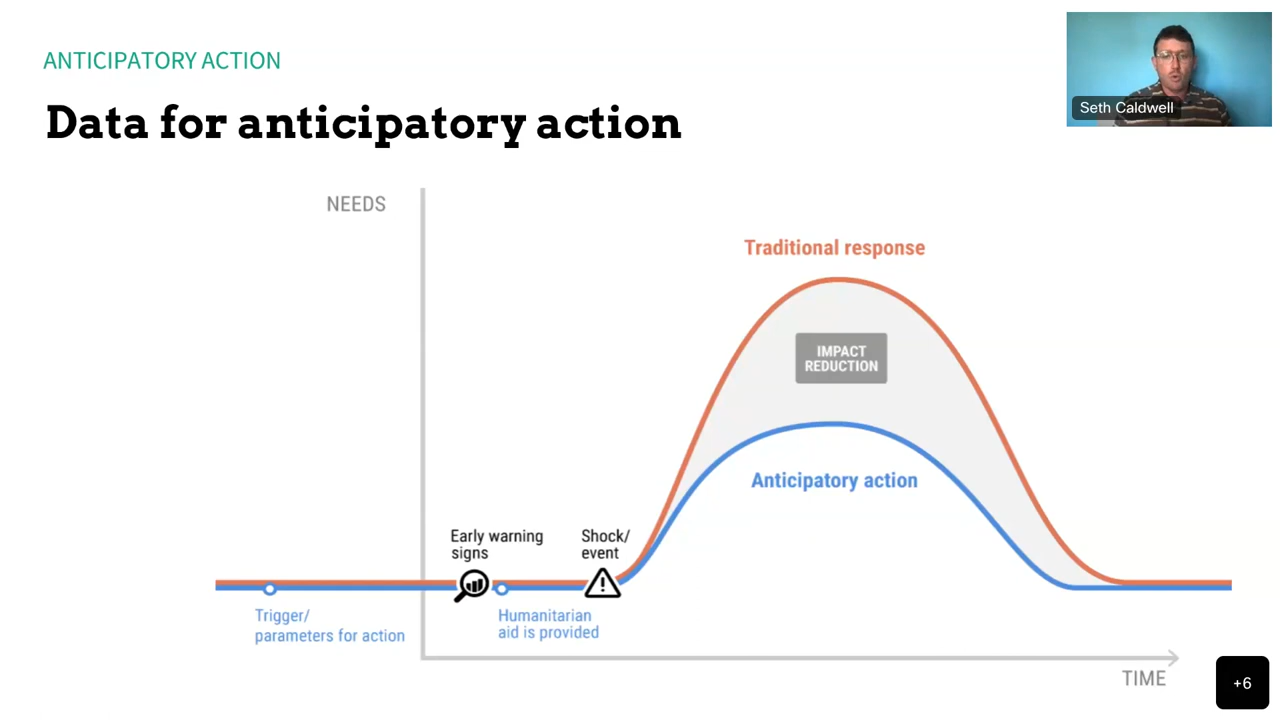 ANTICIPATORY ACTION
Data for anticipatory action
Seth Caldwell
NEEDS
Traditional response
IMPACT
REDUCTION
Anticipatory action
Early warning
signs
Shock/
event
Trigger/
parameters for action
Humanitarian
aid is provided
TIME
+6